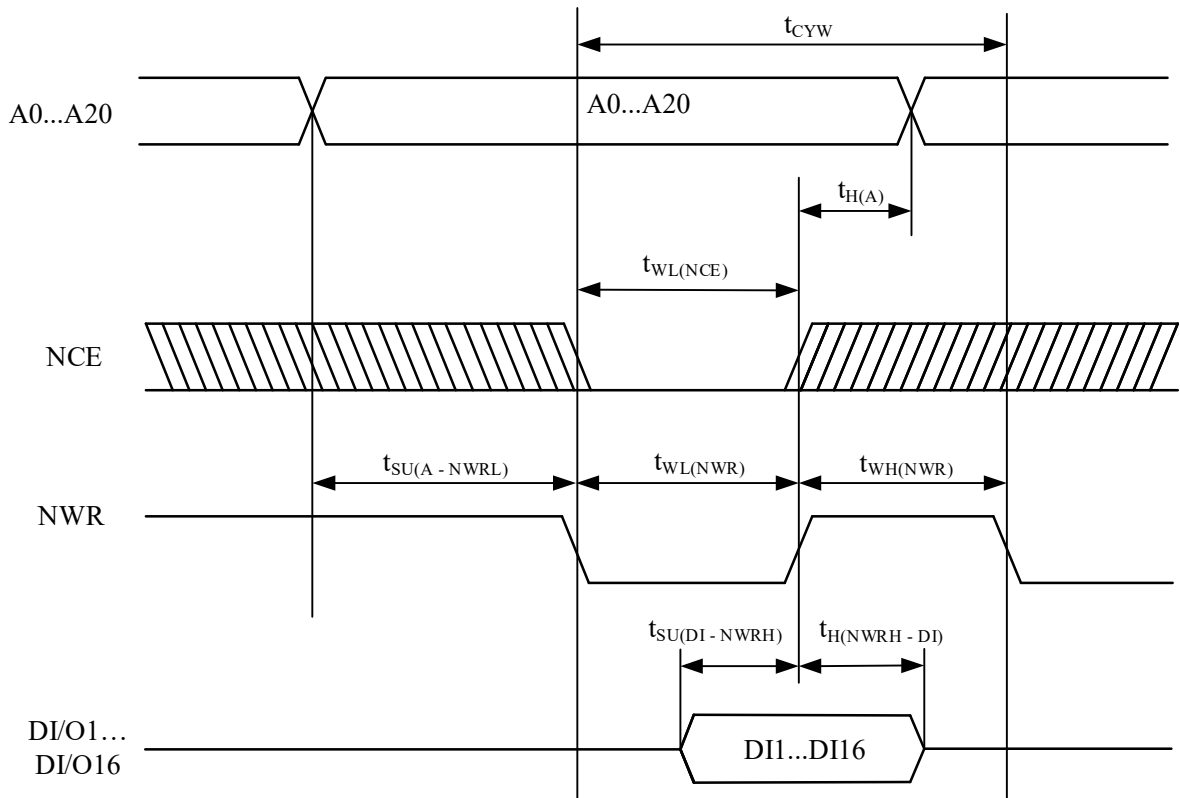 tCYW
A0...A20
A0...A20
tH(A)
tWL(NCE)
NCE
tSU(A - NWRL)
tWL(NWR)
tWH(NWR)
NWR
tSU(DI - NWRH)
tH(NWRH - DI)
DI/O1…
DI/O16
DI1...DI16